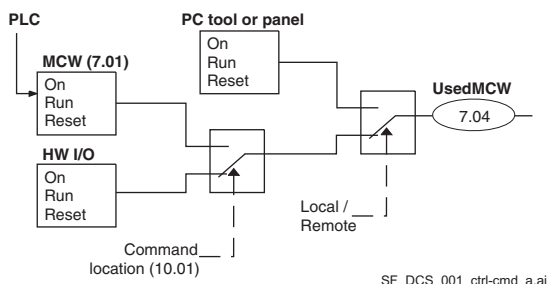 PLC
MCW (7.01)
On
Run
Reset
HW I/O
On
Run
Reset
Command
location (10.01)
PC tool or panel
On
Run
Reset
Local /
Remote
UsedMCW
7.04
SF_DCS_001_ctrl-cmd_a.ai